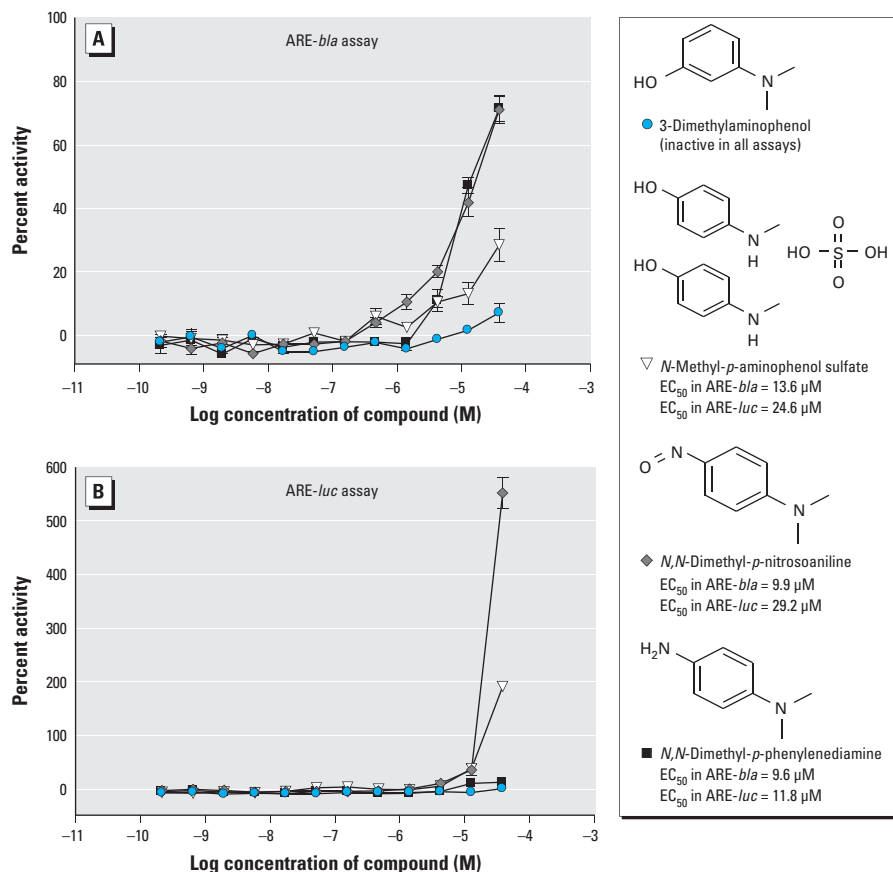 A
ARE-bla assay
100
80
60
40
20
0
Percent activity
–11 –10 –9 –8 –7 –6 –5 –4 –3
Log concentration of compound (M)
B
ARE-luc assay
600
500
400
300
200
100
0
Percent activity
–11 –10 –9 –8 –7 –6 –5 –4 –3
Log concentration of compound (M)
HO
N
3-Dimethylaminophenol
(inactive in all assays)
HO
N
H
O
HO S OH
O
HO
N
H
N-Methyl-p-aminophenol sulfate
EC50 in ARE-bla = 13.6 μM
EC50 in ARE-luc = 24.6 μM
N
O
N
N,N-Dimethyl-p-nitrosoaniline
EC50 in ARE-bla = 9.9 μM
EC50 in ARE-luc = 29.2 μM
H2N
N
N,N-Dimethyl-p-phenylenediamine
EC50 in ARE-bla = 9.6 μM
EC50 in ARE-luc = 11.8 μM